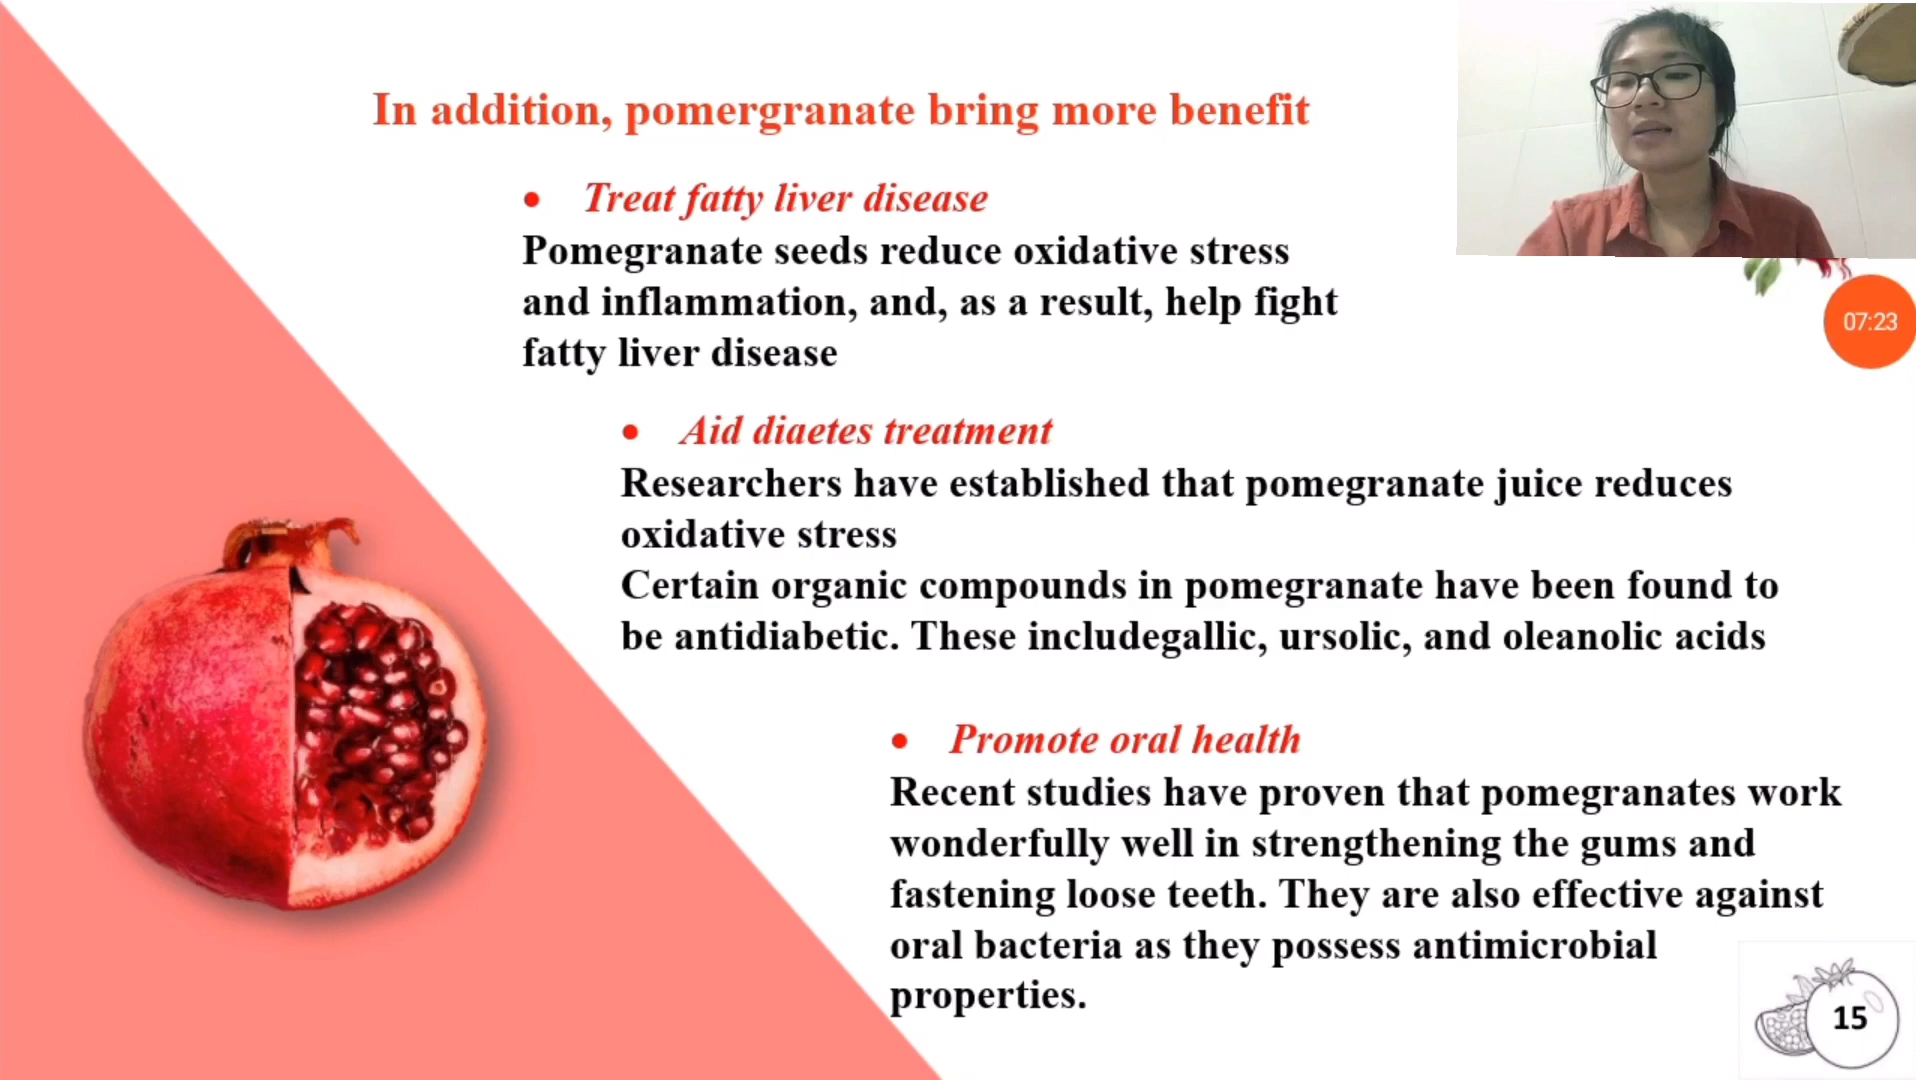 In addition, pomergranate bring more benefit
• Treat fatty liver disease
Pomegranate seeds reduce oxidative stress
and inflammation, and, as a result, help fight
fatty liver disease
07:23
• Aid diaetes treatment
Researchers have established that pomegranate juice reduces
oxidative stress
Certain organic compounds in pomegranate have been found to
be antidiabetic. These includegallic, ursolic, and oleanolic acids
• Promote oral health
Recent studies have proven that pomegranates work
wonderfully well in strengthening the gums and
fastening loose teeth. They are also effective against
oral bacteria as they possess antimicrobial
properties.
15